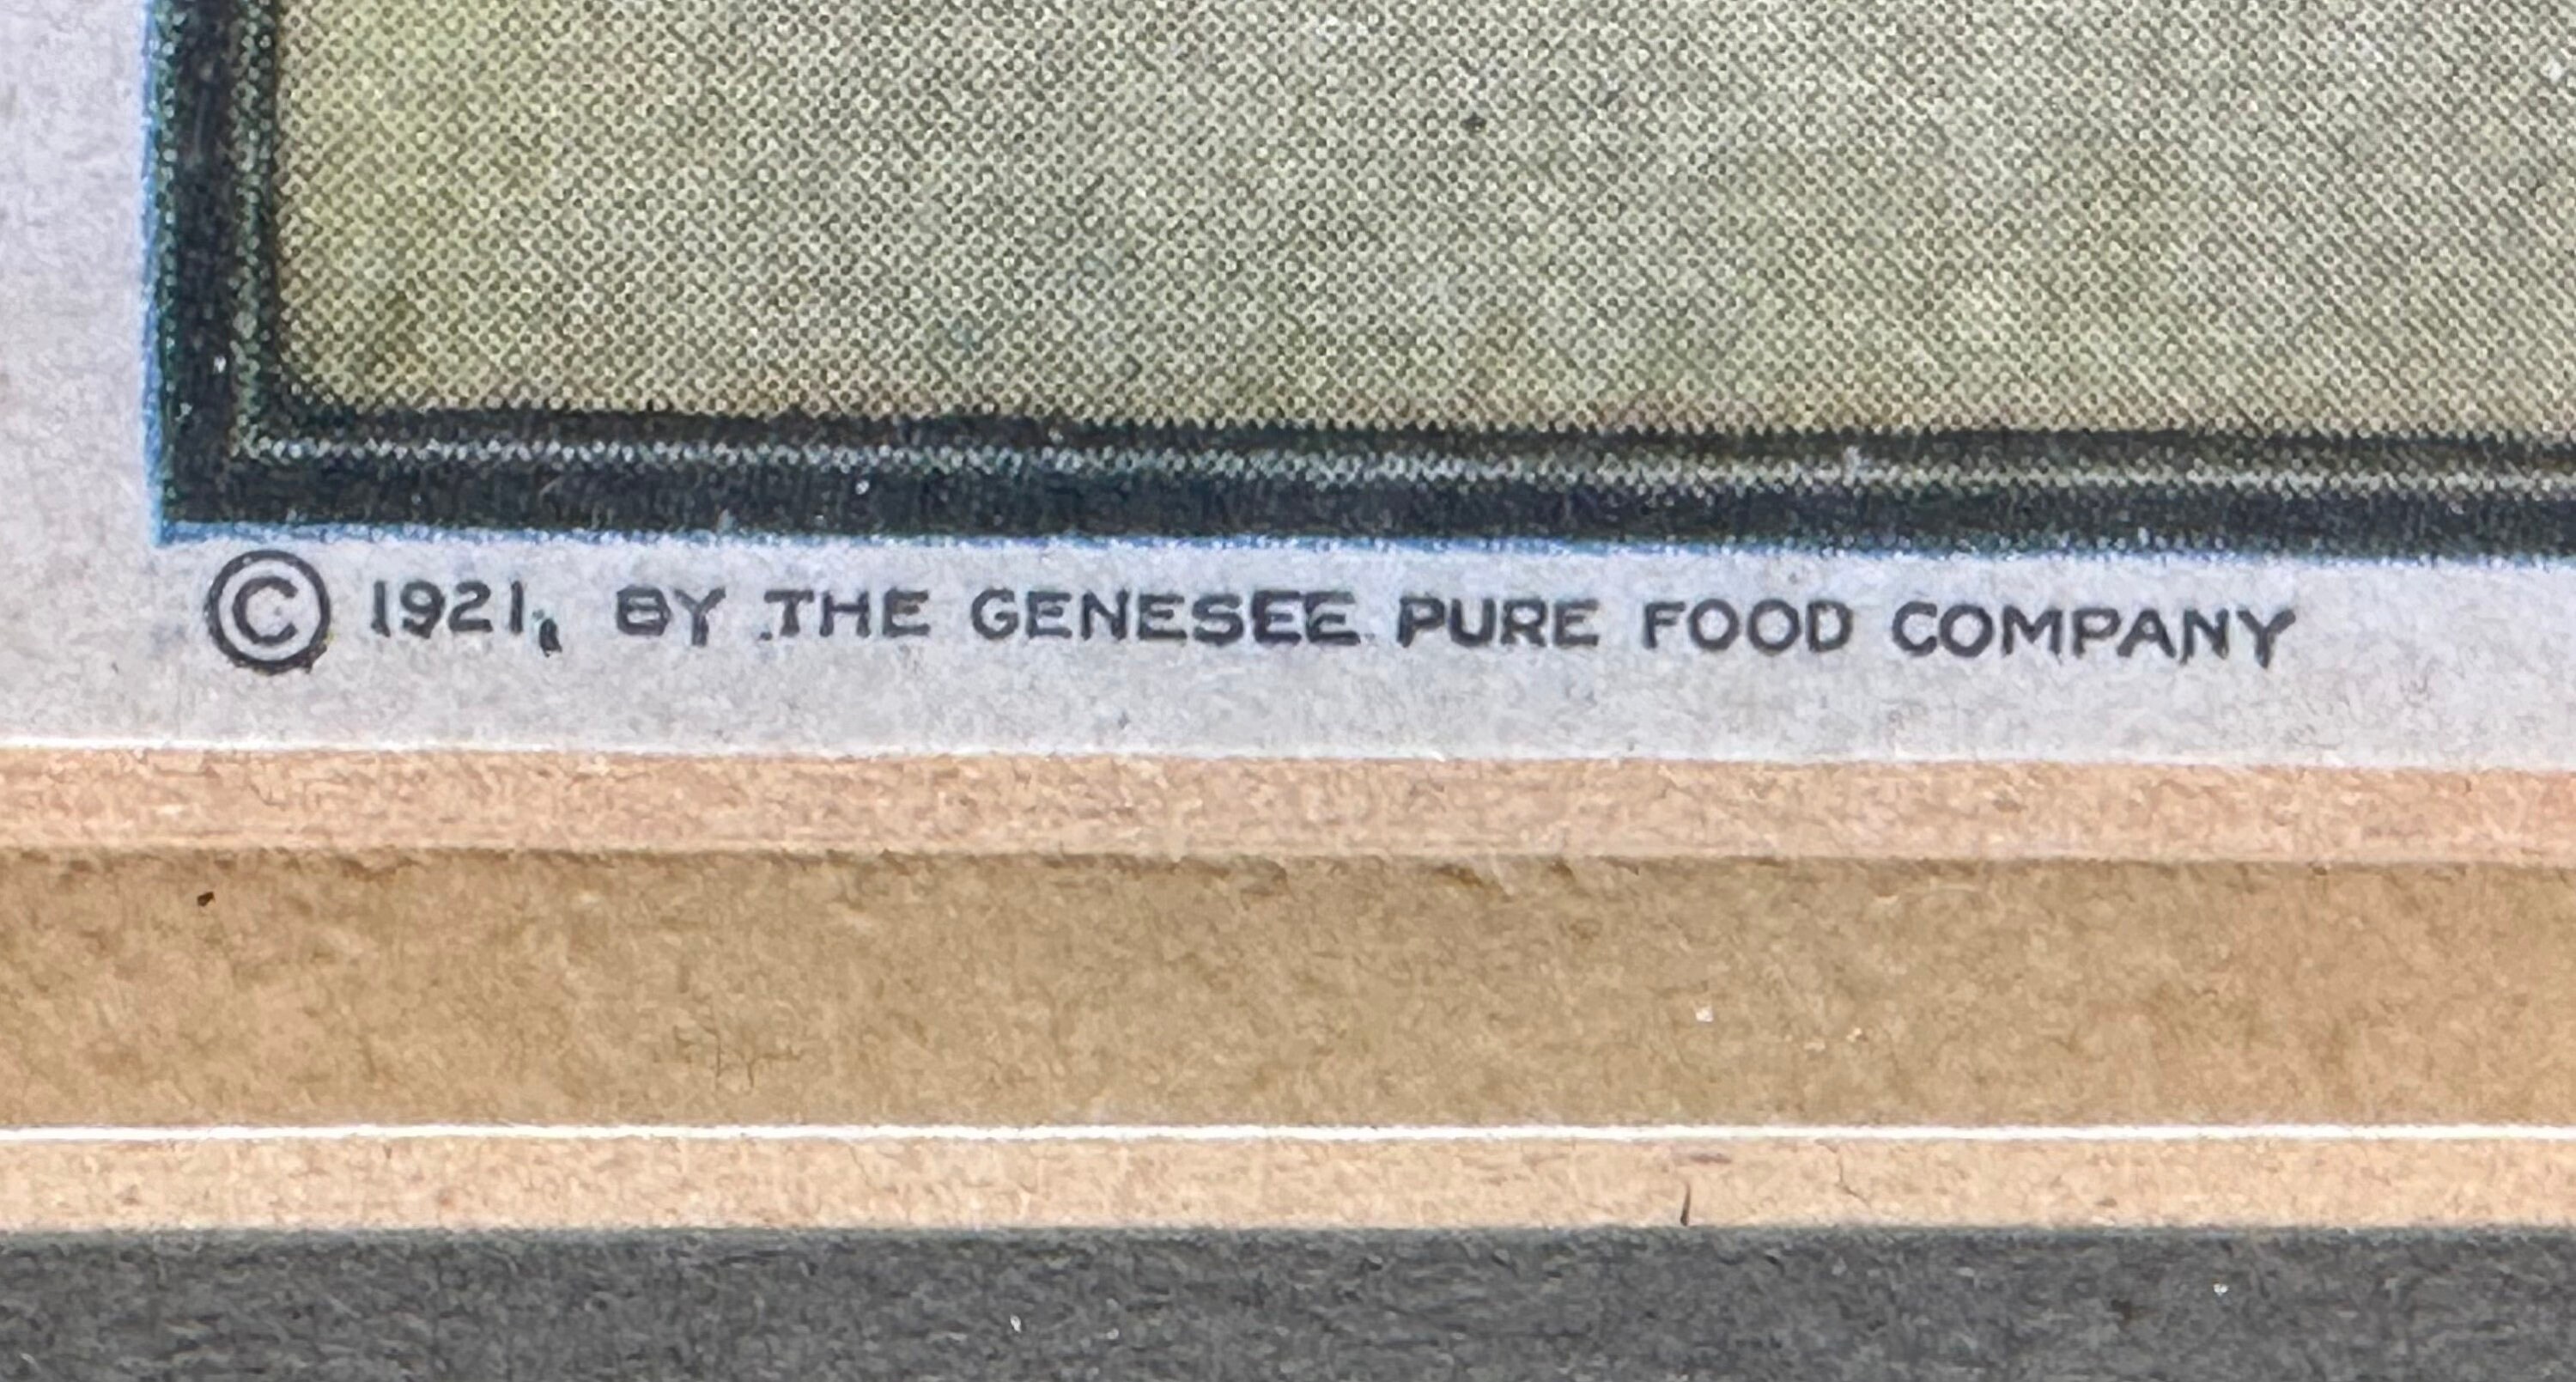 © 1921, BY THE GENESEE PURE FOOD COMPANY